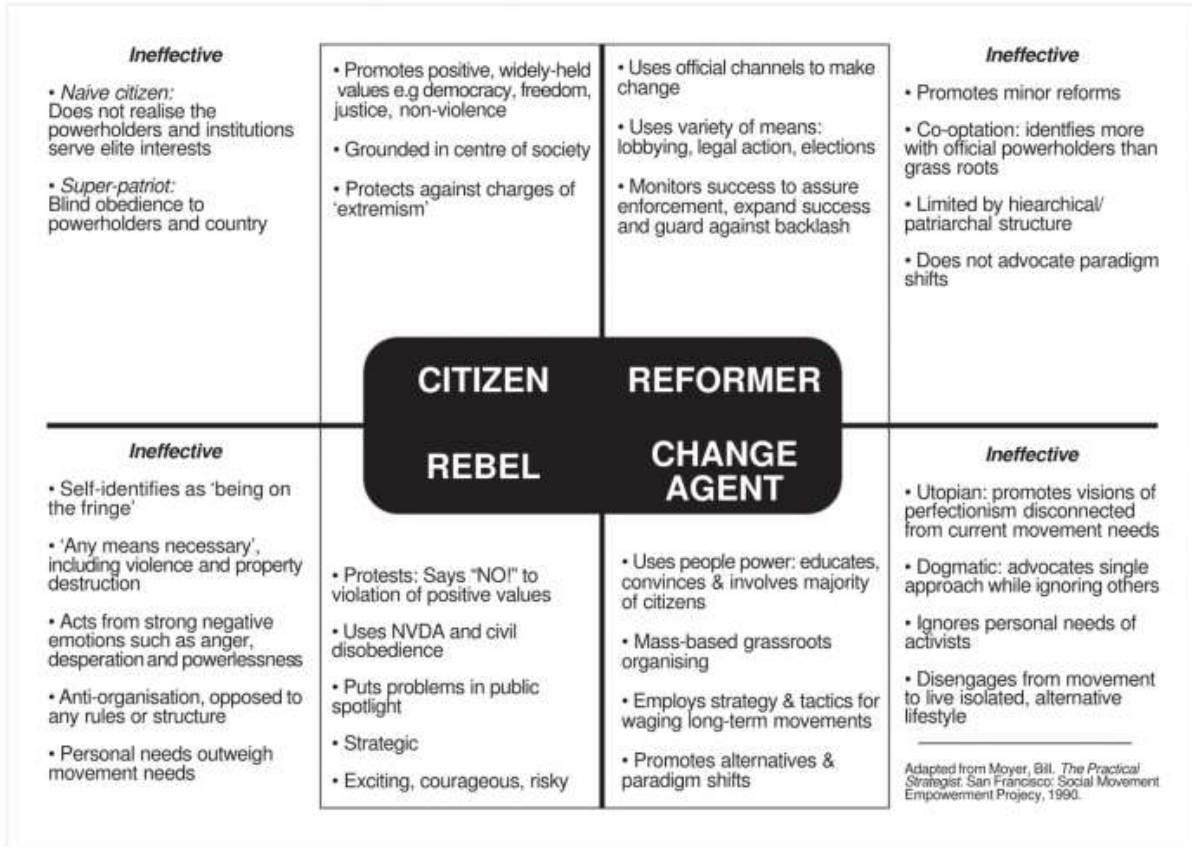 Ineffective
• Naive citizen:
Does not realise the
powerholders and institutions
serve elite interests
• Super-patriot:
Blind obedience to
powerholders and country
• Promotes positive, widely-held
values e.g democracy, freedom,
justice, non-violence
• Grounded in centre of society
• Protects against charges of
‘extremism’
• Uses official channels to make
change
• Uses variety of means:
lobbying, legal action, elections
• Monitors success to assure
enforcement, expand success
and guard against backlash
Ineffective
• Promotes minor reforms
• Co-optation: identfies more
with official powerholders than
grass roots
• Limited by hiearchical/
patriarchal structure
• Does not advocate paradigm
shifts
CITIZEN
REFORMER
REBEL
CHANGE
AGENT
Ineffective
• Self-identifies as ‘being on
the fringe’
• ‘Any means necessary’,
including violence and property
destruction
• Acts from strong negative
emotions such as anger,
desperation and powerlessness
• Anti-organisation, opposed to
any rules or structure
• Personal needs outweigh
movement needs
• Protests: Says “NO!” to
violation of positive values
• Uses NVDA and civil
disobedience
• Puts problems in public
spotlight
• Strategic
• Exciting, courageous, risky
• Uses people power: educates,
convinces & involves majority
of citizens
• Mass-based grassroots
organising
• Employs strategy & tactics for
waging long-term movements
• Promotes alternatives &
paradigm shifts
Ineffective
• Utopian: promotes visions of
perfectionism disconnected
from current movement needs
• Dogmatic: advocates single
approach while ignoring others
• Ignores personal needs of
activists
• Disengages from movement
to live isolated, alternative
lifestyle
Adapted from Moyer, Bill. The Practical
Strategist. San Francisco: Social Movement
Empowerment Projecy, 1990.